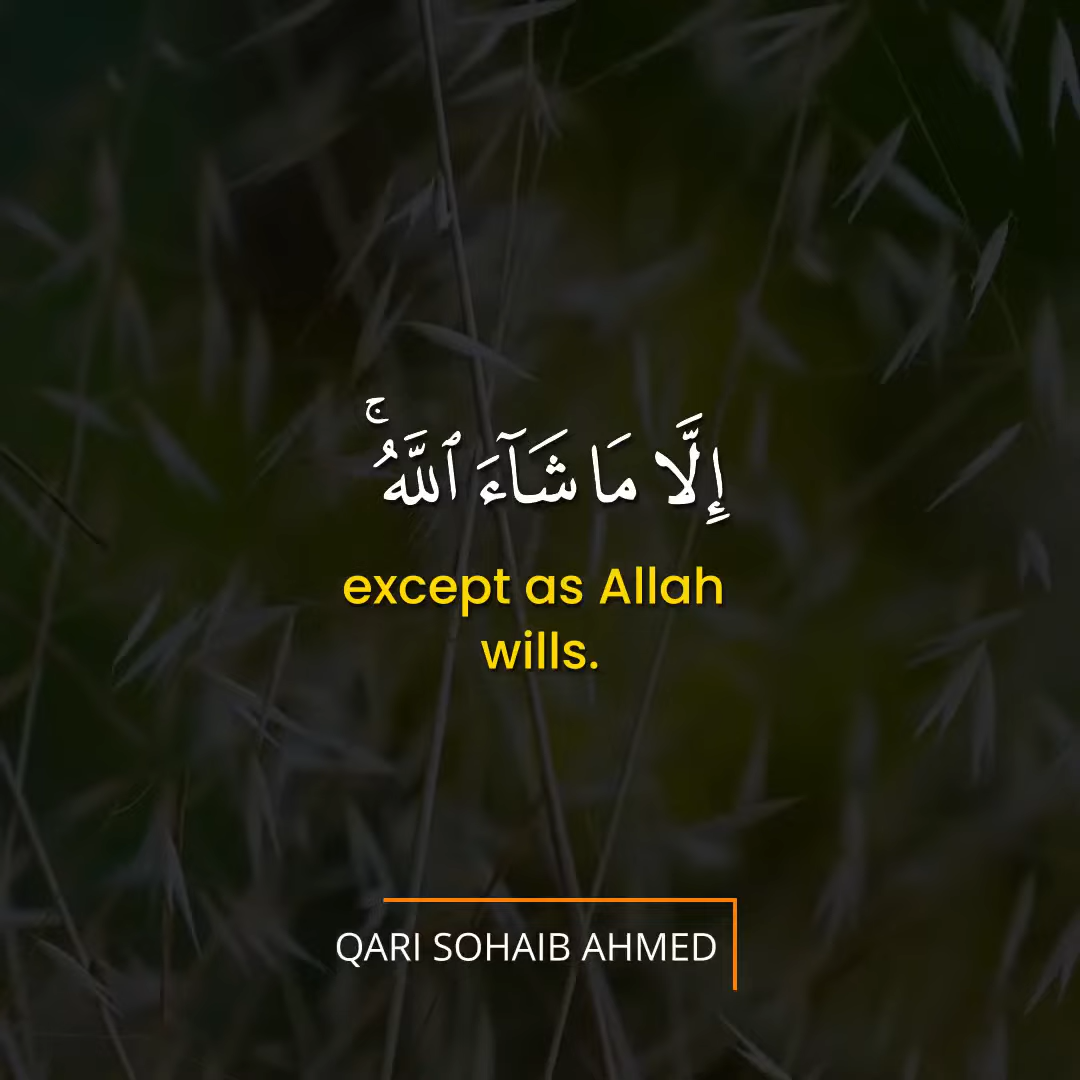 إِلَّا مَا شَآءَ ٱللَّهُ ۚ
except as Allah
wills.
QARI SOHAIB AHMED